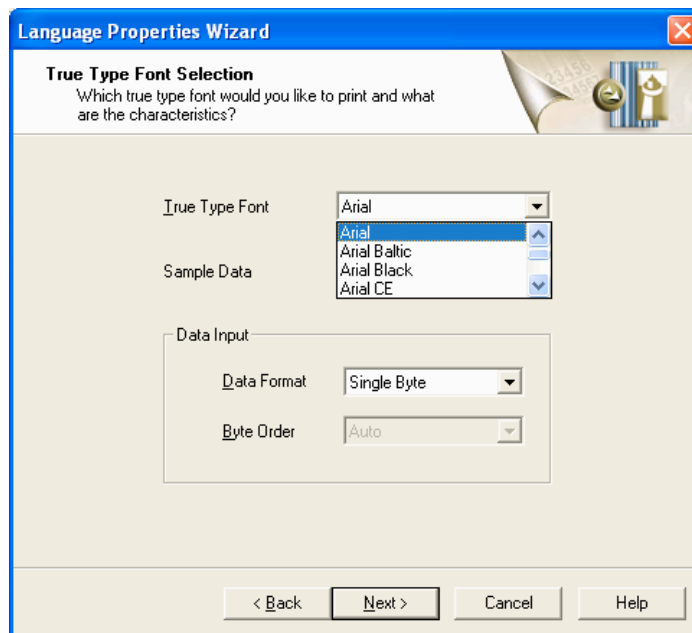 Language Properties Wizard
True Type Font Selection
Which true type font would you like to print and what
are the characteristics?
True Type Font
Arial
Arial
Arial Baltic
Arial Black
Arial CE
Sample Data
Data Input
Data Format
Single Byte
Byte Order
Auto
< Back
Next >
Cancel
Help